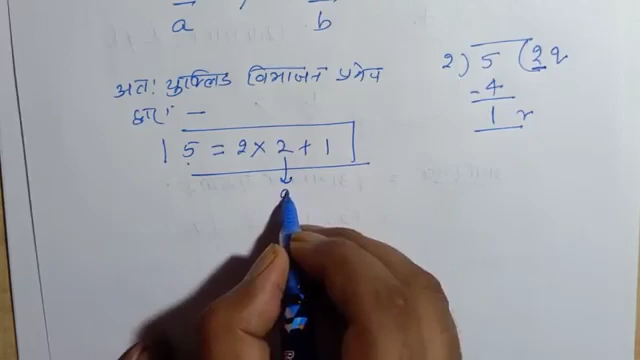 a , b
अतः युक्लिड विभाजन प्रमेय
द्वारा —
5 = 2 × 2 + 1
2 ) 5 ( 2 q
- 4
1 r